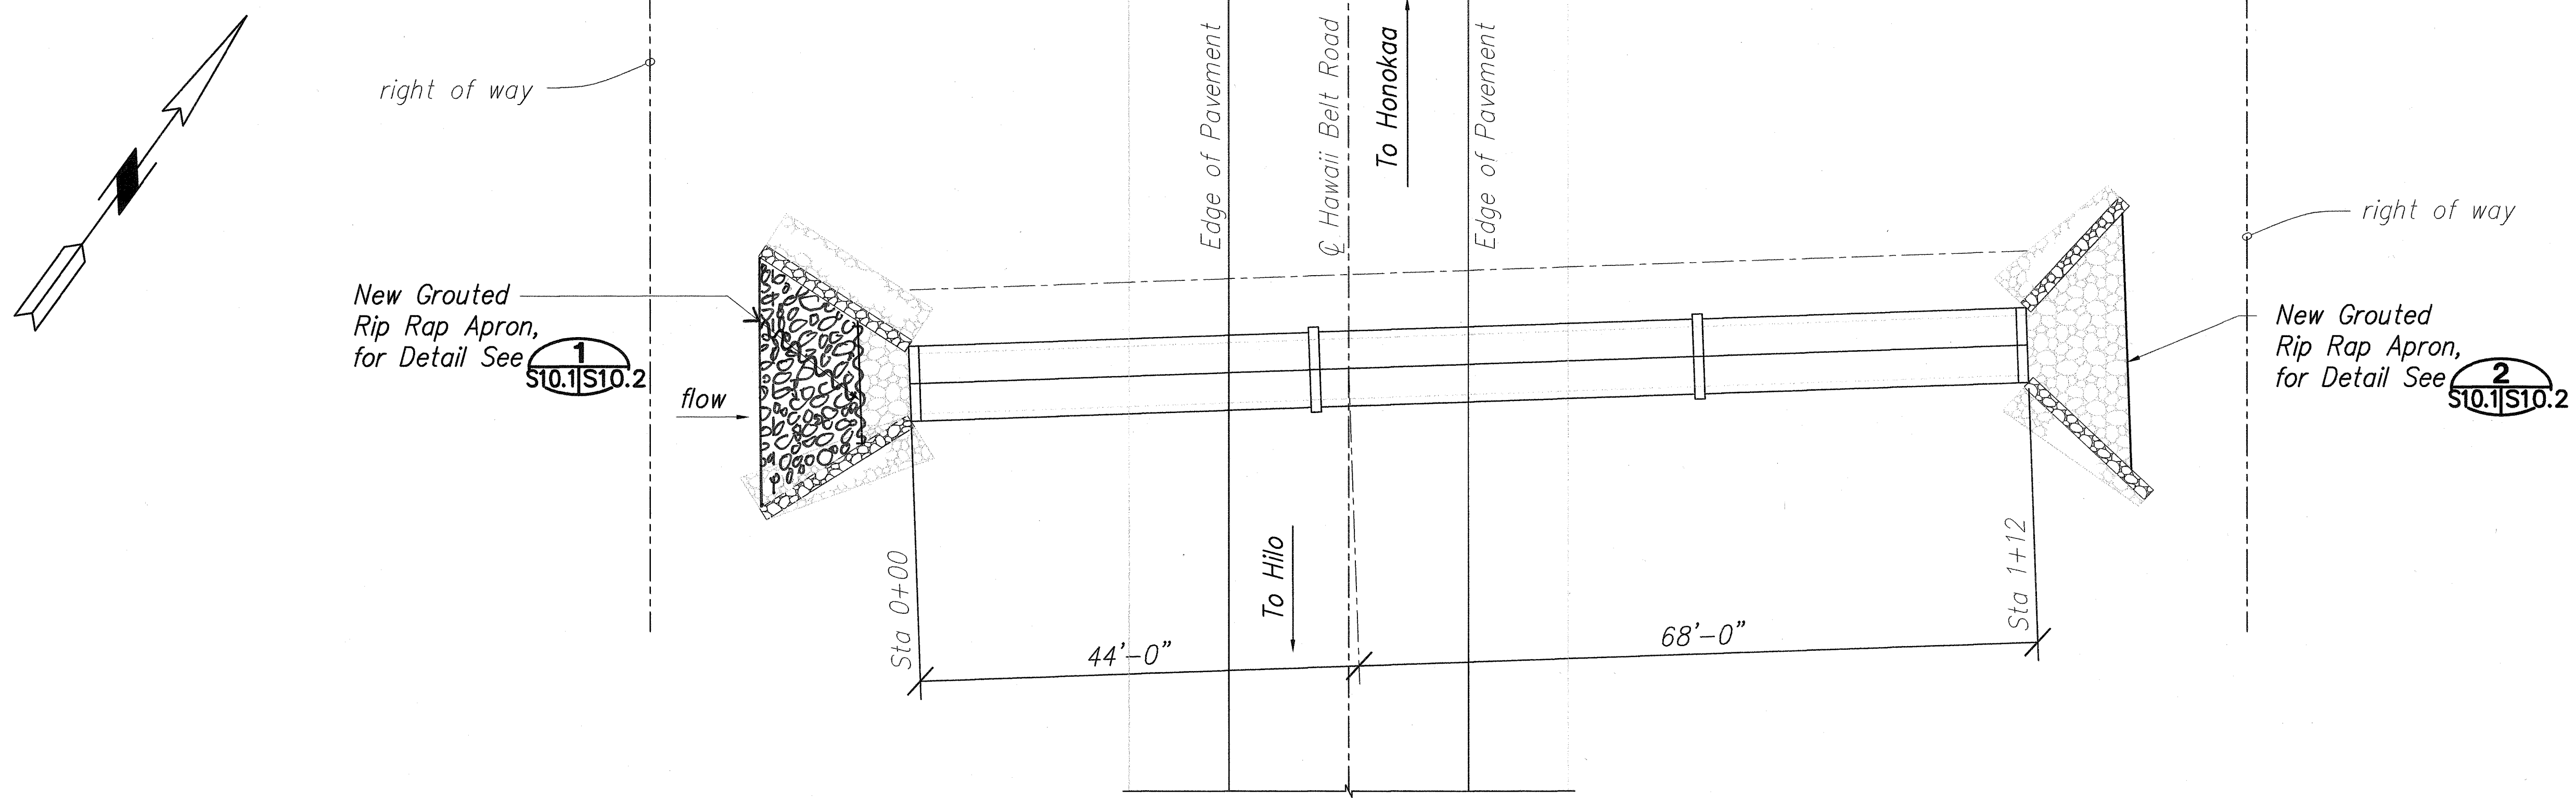 right of way
Edge of Pavement
℄ Hawaii Belt Road
To Honokaa
Edge of Pavement
right of way
New Grouted
Rip Rap Apron,
for Detail See
1
S10.1|S10.2
flow
New Grouted
Rip Rap Apron,
for Detail See
2
S10.1|S10.2
Sta 0+00
To Hilo
Sta 1+12
44'-0"
68'-0"